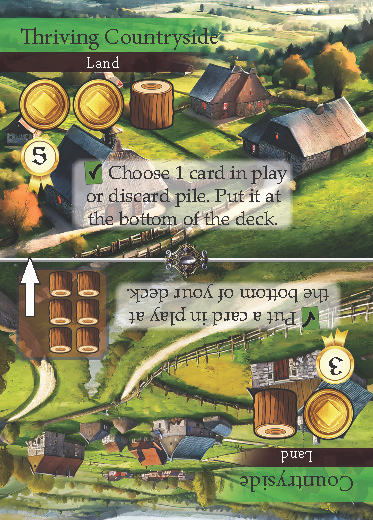 Thriving Countryside
Land
5
✓ Choose 1 card in play
or discard pile. Put it at
the bottom of the deck.
Countryside
Land
3
✓ Put a card in play at
the bottom of your deck.